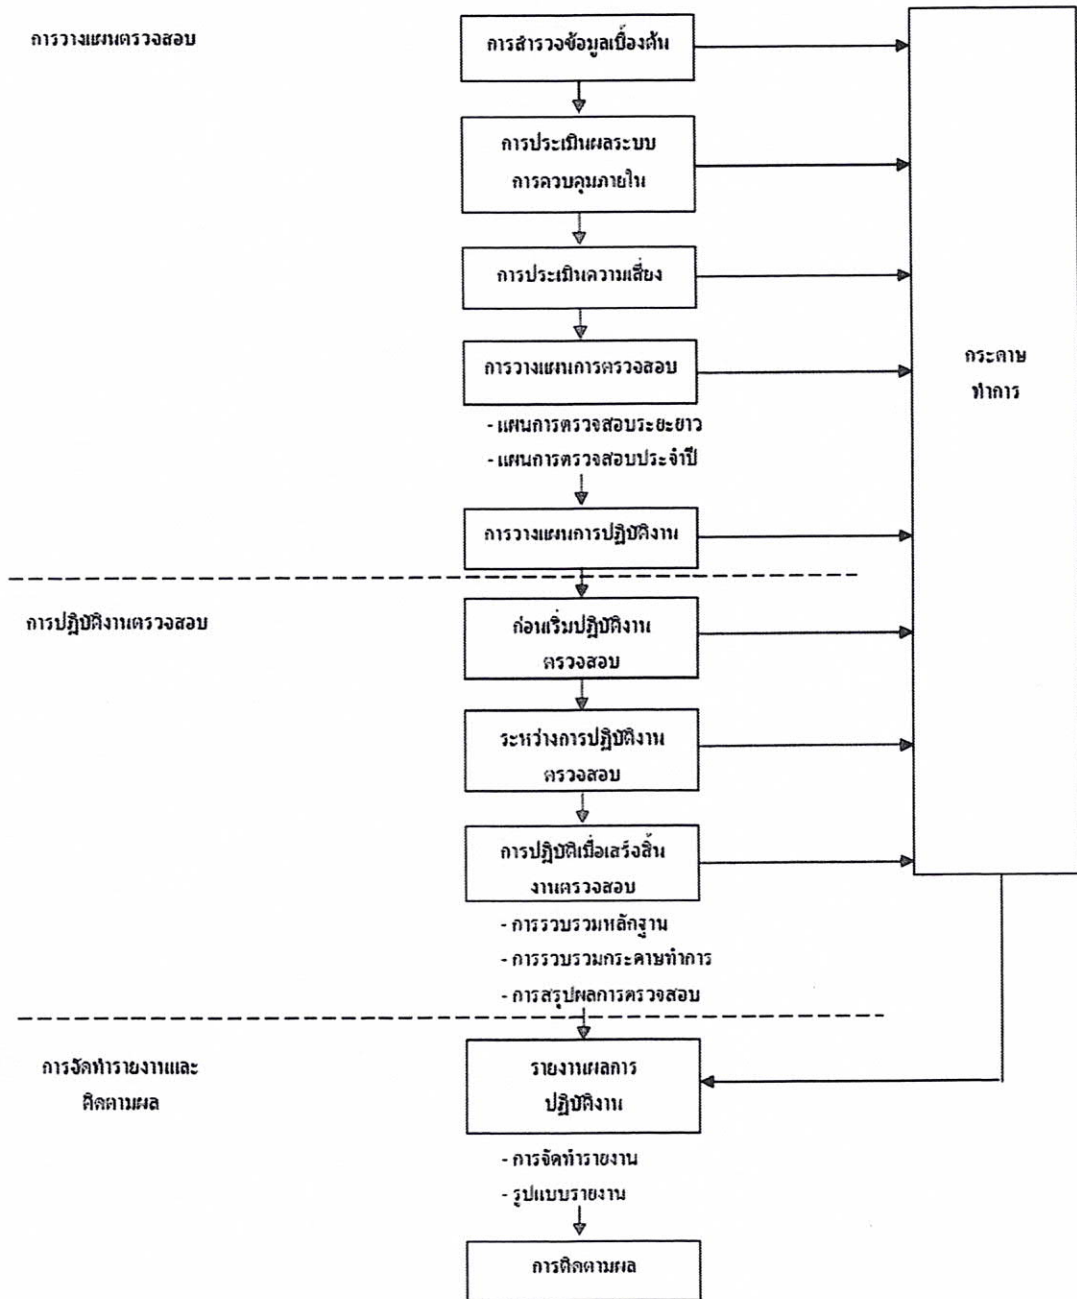 การวางแผนตรวจสอบ
การสำรวจข้อมูลเบื้องต้น
การประเมินผลระบบ
การควบคุมภายใน
การประเมินความเสี่ยง
การวางแผนการตรวจสอบ
- แผนการตรวจสอบระยะยาว
- แผนการตรวจสอบประจำปี
การวางแผนการปฏิบัติงาน
กระดาษ
ทำการ
การปฏิบัติงานตรวจสอบ
ก่อนเริ่มปฏิบัติงาน
ตรวจสอบ
ระหว่างการปฏิบัติงาน
ตรวจสอบ
การปฏิบัติเมื่อเสร็จสิ้น
งานตรวจสอบ
- การรวบรวมหลักฐาน
- การรวบรวมกระดาษทำการ
- การสรุปผลการตรวจสอบ
การจัดทำรายงานและ
ติดตามผล
รายงานผลการ
ปฏิบัติงาน
- การจัดทำรายงาน
- รูปแบบรายงาน
การติดตามผล